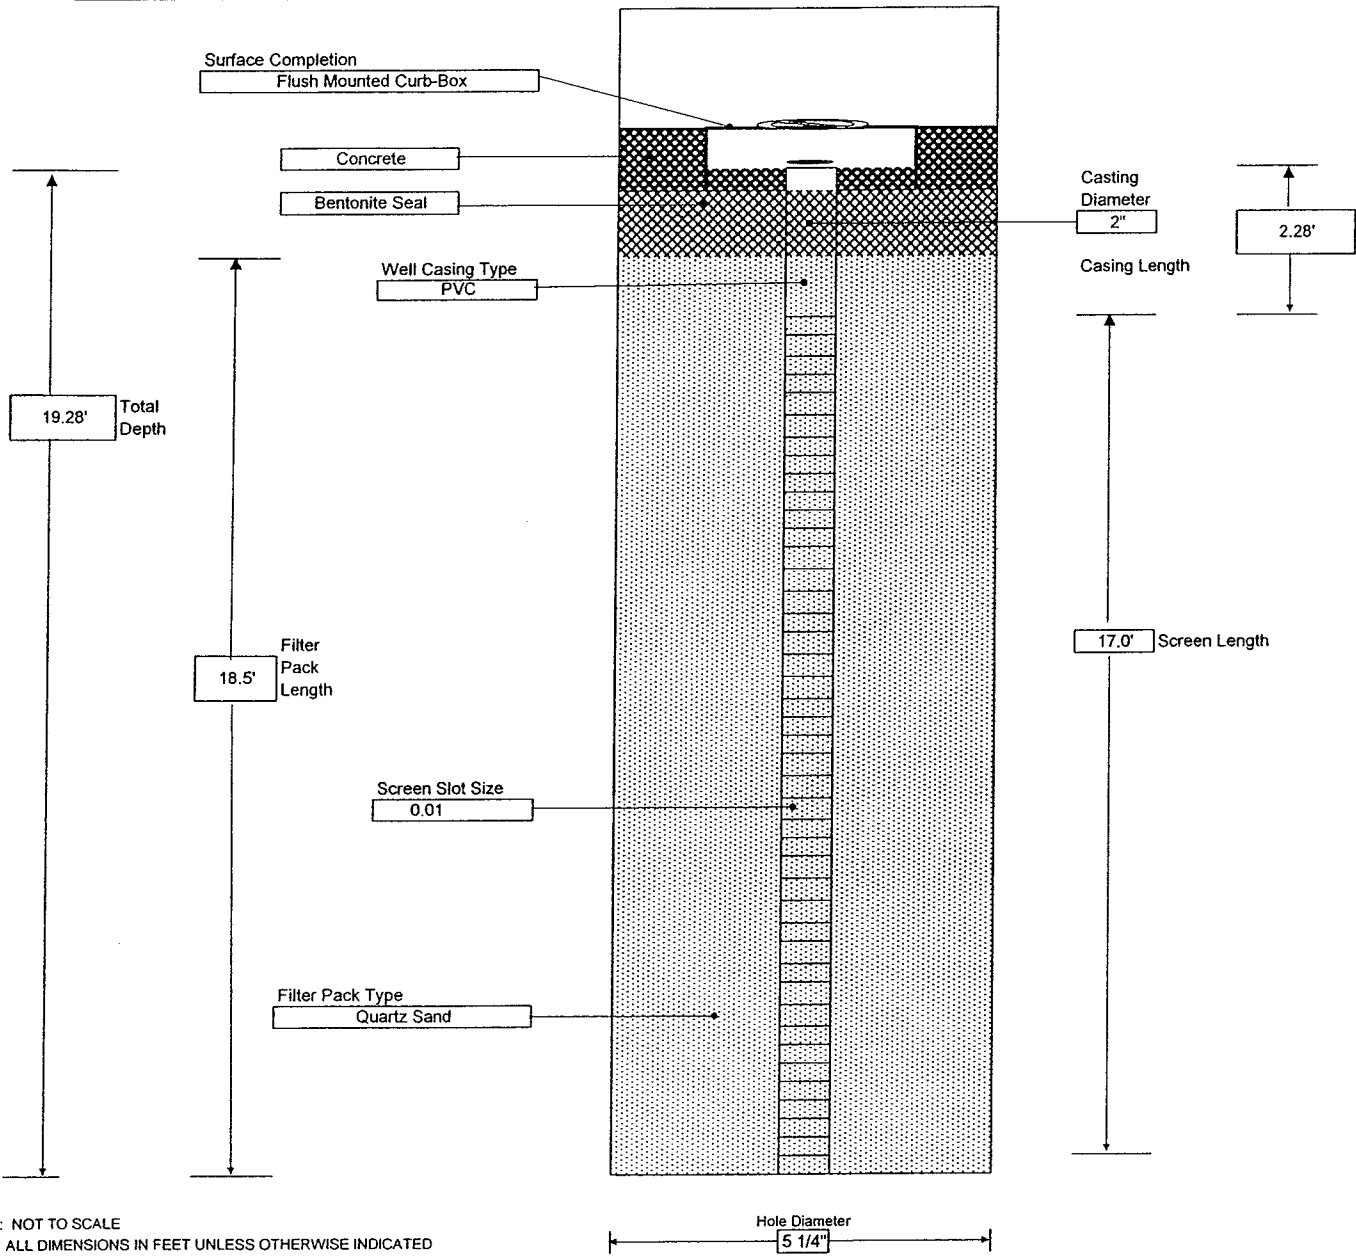 Surface Completion
Flush Mounted Curb-Box
Concrete
Bentonite Seal
Casting
Diameter
2"
2.28'
Casing Length
Well Casing Type
PVC
19.28'
Total
Depth
Filter
Pack
Length
18.5'
17.0'
Screen Length
Screen Slot Size
0.01
Filter Pack Type
Quartz Sand
: NOT TO SCALE
ALL DIMENSIONS IN FEET UNLESS OTHERWISE INDICATED
Hole Diameter
5 1/4"